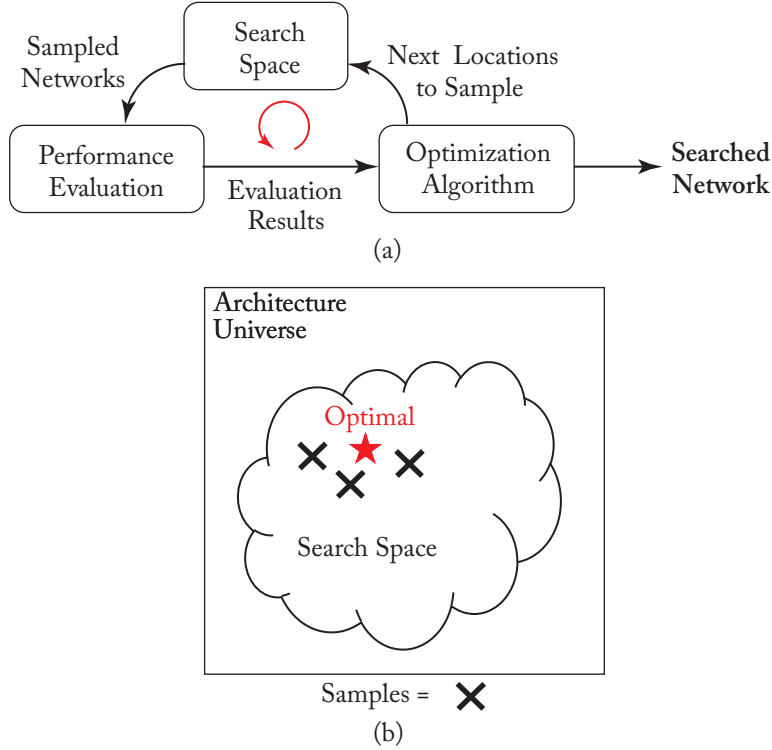 Sampled
Networks
Search
Space
Next Locations
to Sample
Performance
Evaluation
Evaluation
Results
Optimization
Algorithm
Searched
Network
(a)
Architecture
Universe
Optimal
Search Space
Samples =
(b)